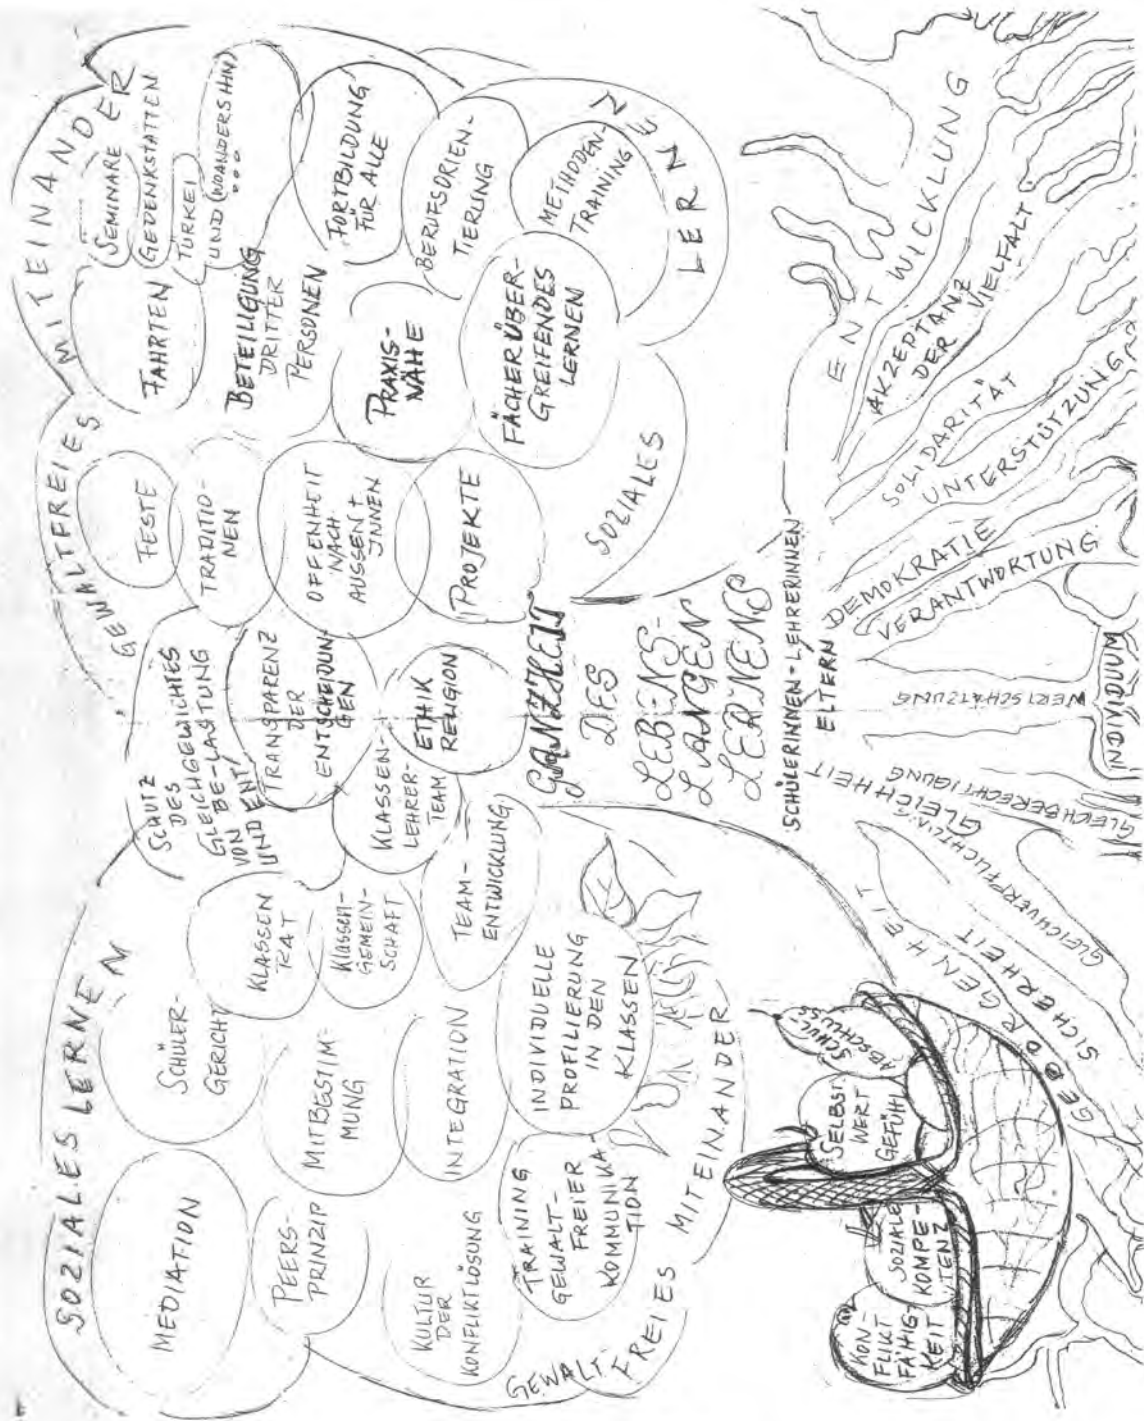 SOZIALES LERNEN
GEWALTFREIES MITEINANDER
MEDIATION
SCHÜLER-
GERICHT
PEERS-
PRINZIP
MITBESTIM-
MUNG
KLASSEN
RAT
KLASSEN-
GEMEIN-
SCHAFT
SCHUTZ
DES
GLEICHGEWICHTES
VON BE-LASTUNG
UND ENT/
TRANSPARENZ
DER
ENTSCHEIDUN-
GEN
FESTE
TRADITIO-
NEN
OFFENHEIT
NACH
AUSSEN +
INNEN
PROJEKTE
FAHRTEN
SEMINARE
GEDENKSTÄTTEN
TÜRKEI
UND (WOANDERSHIN)
...
BETEILIGUNG
DRITTER
PERSONEN
FORTBILDUNG
FÜR ALLE
PRAXIS-
NÄHE
BERUFSORIEN-
TIERUNG
FÄCHERÜBER-
GREIFENDES
LERNEN
METHODEN-
TRAINING
KULTUR
DER
KONFLIKTLÖSUNG
INTEGRATION
TEAM-
ENTWICKLUNG
KLASSEN
LEHRER
TEAM
ETHIK
RELIGION
TRAINING
GEWALT-
FREIER
KOMMUNIKA-
TION
INDIVIDUELLE
PROFILIERUNG
IN DEN
KLASSEN
GEWALT-
FREIES MITEINANDER
SOZIALES LERNEN
GANZHEIT
DES
LEBENS-
LANGEN
LERNENS
SCHÜLERINNEN-LEHRERINNEN
ELTERN
KON-
FLIKT
FÄHIG-
KEIT
SOZIALE
KOMPE-
TENZ
SELBST
WERT
GEFÜHL
SCHUL-
ABSCHLUSS
GEBORGENHEIT
SICHERHEIT
GLEICHVERPFLICHTUNG
GLEICHHEIT
GLEICHBERECHTIGUNG
WERTSCHÄTZUNG
INDIVIDUUM
DEMOKRATIE
VERANTWORTUNG
SOLIDARITÄT
UNTERSTÜTZUNG
AKZEPTANZ
DER VIELFALT
ENTWICKLUNG